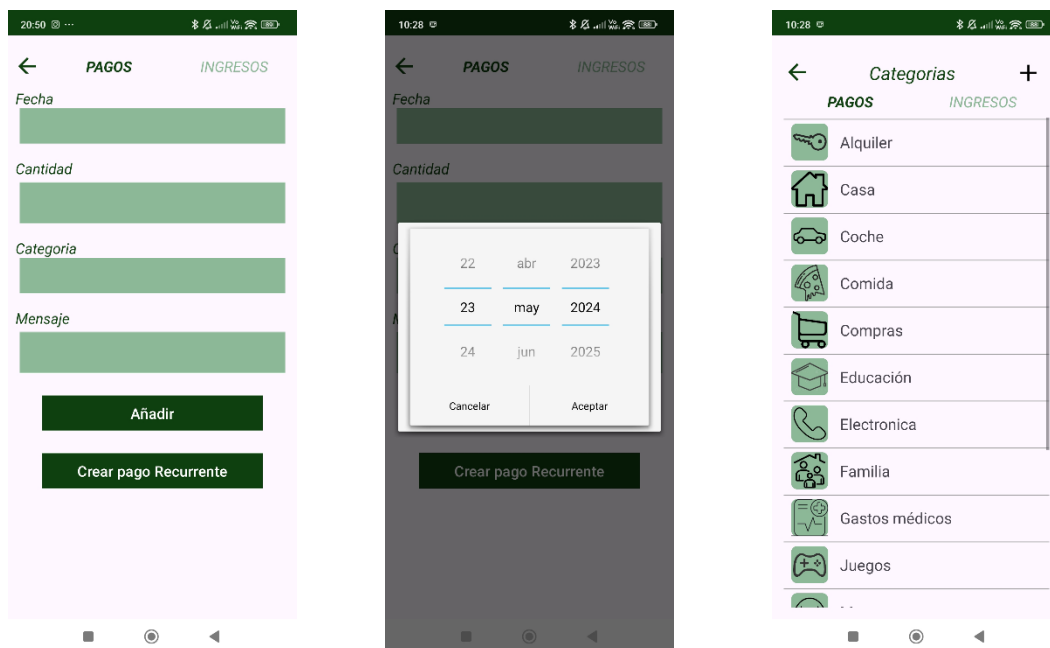 20:50
PAGOS INGRESOS
Fecha
Cantidad
Categoria
Mensaje
Añadir
Crear pago Recurrente
10:28
PAGOS INGRESOS
Fecha
Cantidad
22 abr 2023
23 may 2024
24 jun 2025
Cancelar Aceptar
Crear pago Recurrente
10:28
Categorias
PAGOS INGRESOS
Alquiler
Casa
Coche
Comida
Compras
Educación
Electronica
Familia
Gastos médicos
Juegos